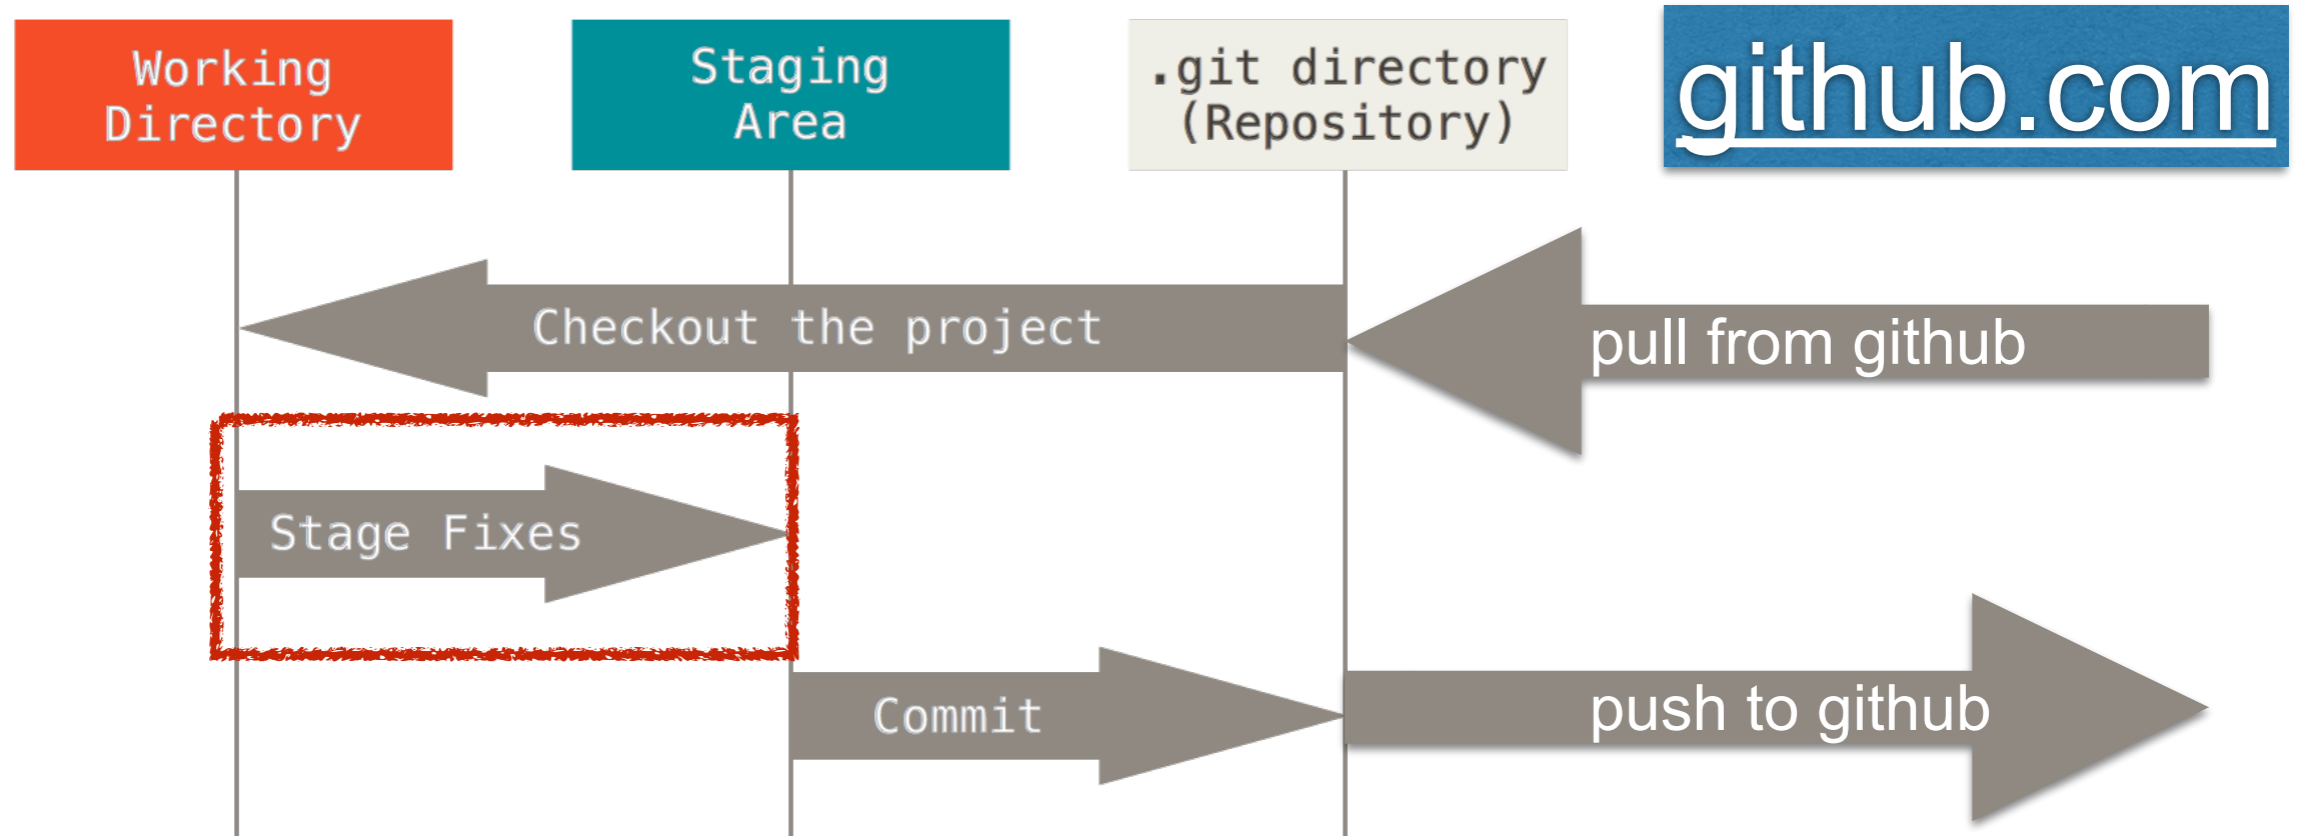 Working
Directory
Staging
Area
.git directory
(Repository)
github.com
Checkout the project
pull from github
Stage Fixes
Commit
push to github